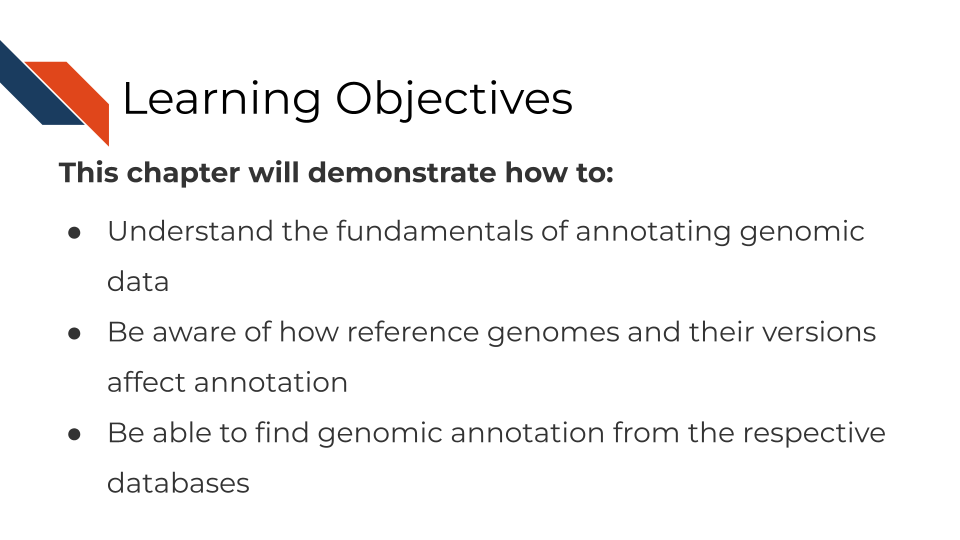 Learning Objectives
This chapter will demonstrate how to:
● Understand the fundamentals of annotating genomic
data
● Be aware of how reference genomes and their versions
affect annotation
● Be able to find genomic annotation from the respective
databases